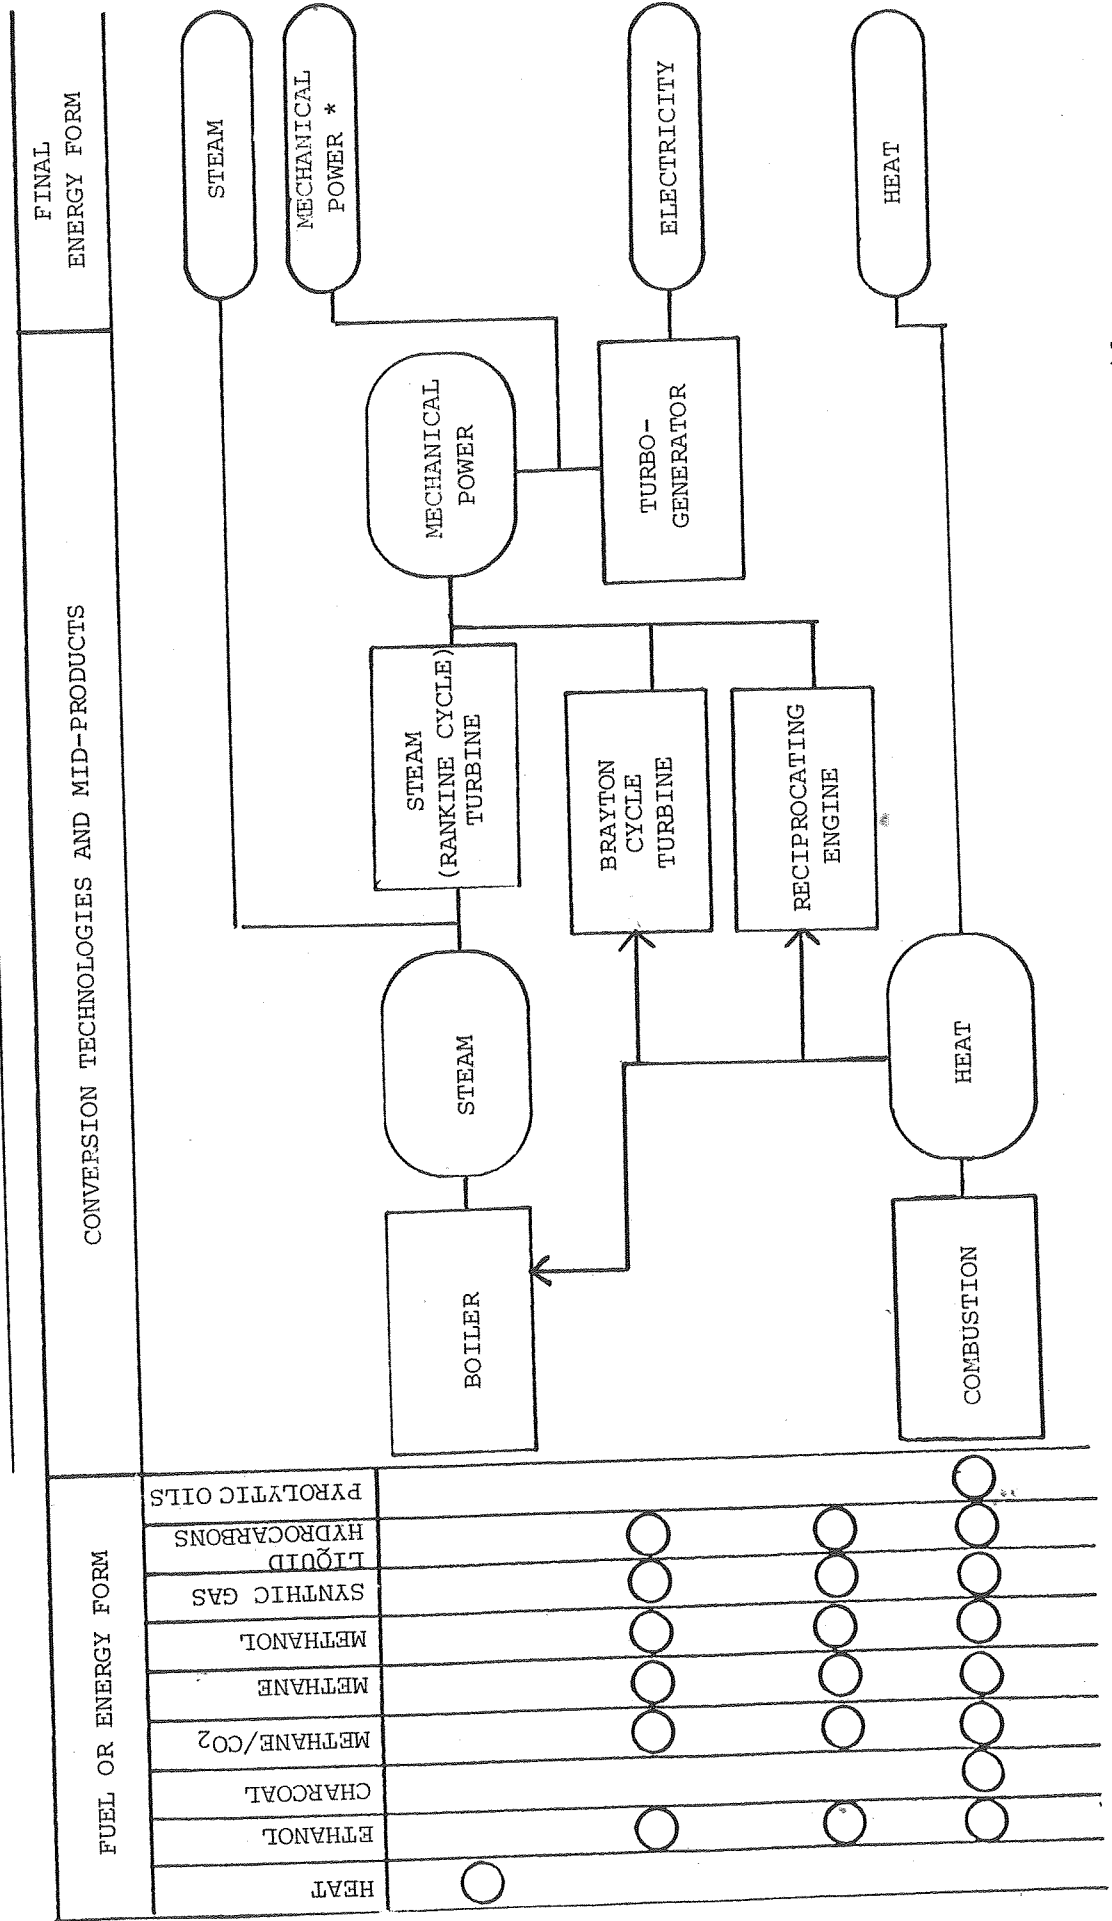 FUEL OR ENERGY FORM
CONVERSION TECHNOLOGIES AND MID-PRODUCTS
FINAL
ENERGY FORM
HEAT
ETHANOL
CHARCOAL
METHANE/CO₂
METHANE
METHANOL
SYNTHIC GAS
LIQUID
HYDROCARBONS
PYROLYTIC OILS
STEAM
MECHANICAL
POWER *
BOILER
STEAM
STEAM
(RANKINE CYCLE)
TURBINE
MECHANICAL
POWER
BRAYTON
CYCLE
TURBINE
TURBO-
GENERATOR
ELECTRICITY
RECIPROCATING
ENGINE
COMBUSTION
HEAT
HEAT